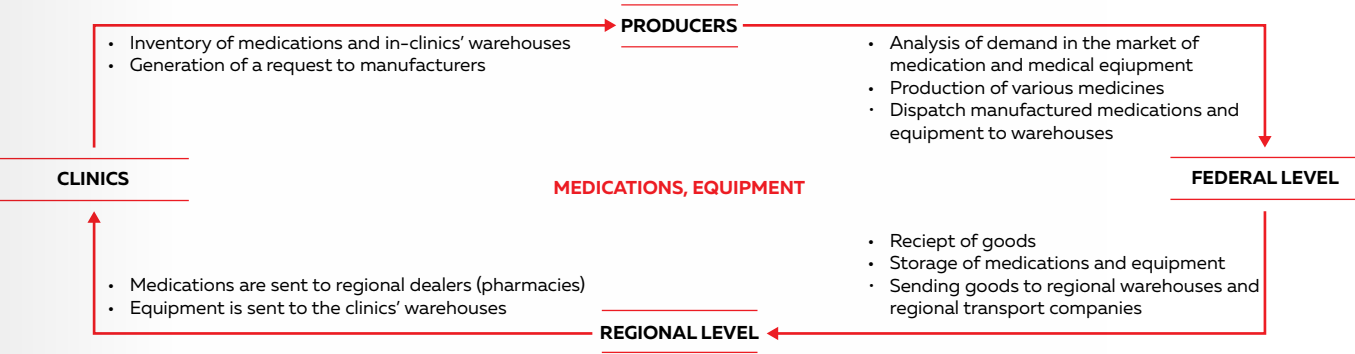 PRODUCERS
• Inventory of medications and in-clinics’ warehouses
• Generation of a request to manufacturers
• Analysis of demand in the market of
medication and medical eqiupment
• Production of various medicines
• Dispatch manufactured medications and
equipment to warehouses
CLINICS
MEDICATIONS, EQUIPMENT
FEDERAL LEVEL
• Reciept of goods
• Storage of medications and equipment
• Sending goods to regional warehouses and
regional transport companies
• Medications are sent to regional dealers (pharmacies)
• Equipment is sent to the clinics’ warehouses
REGIONAL LEVEL